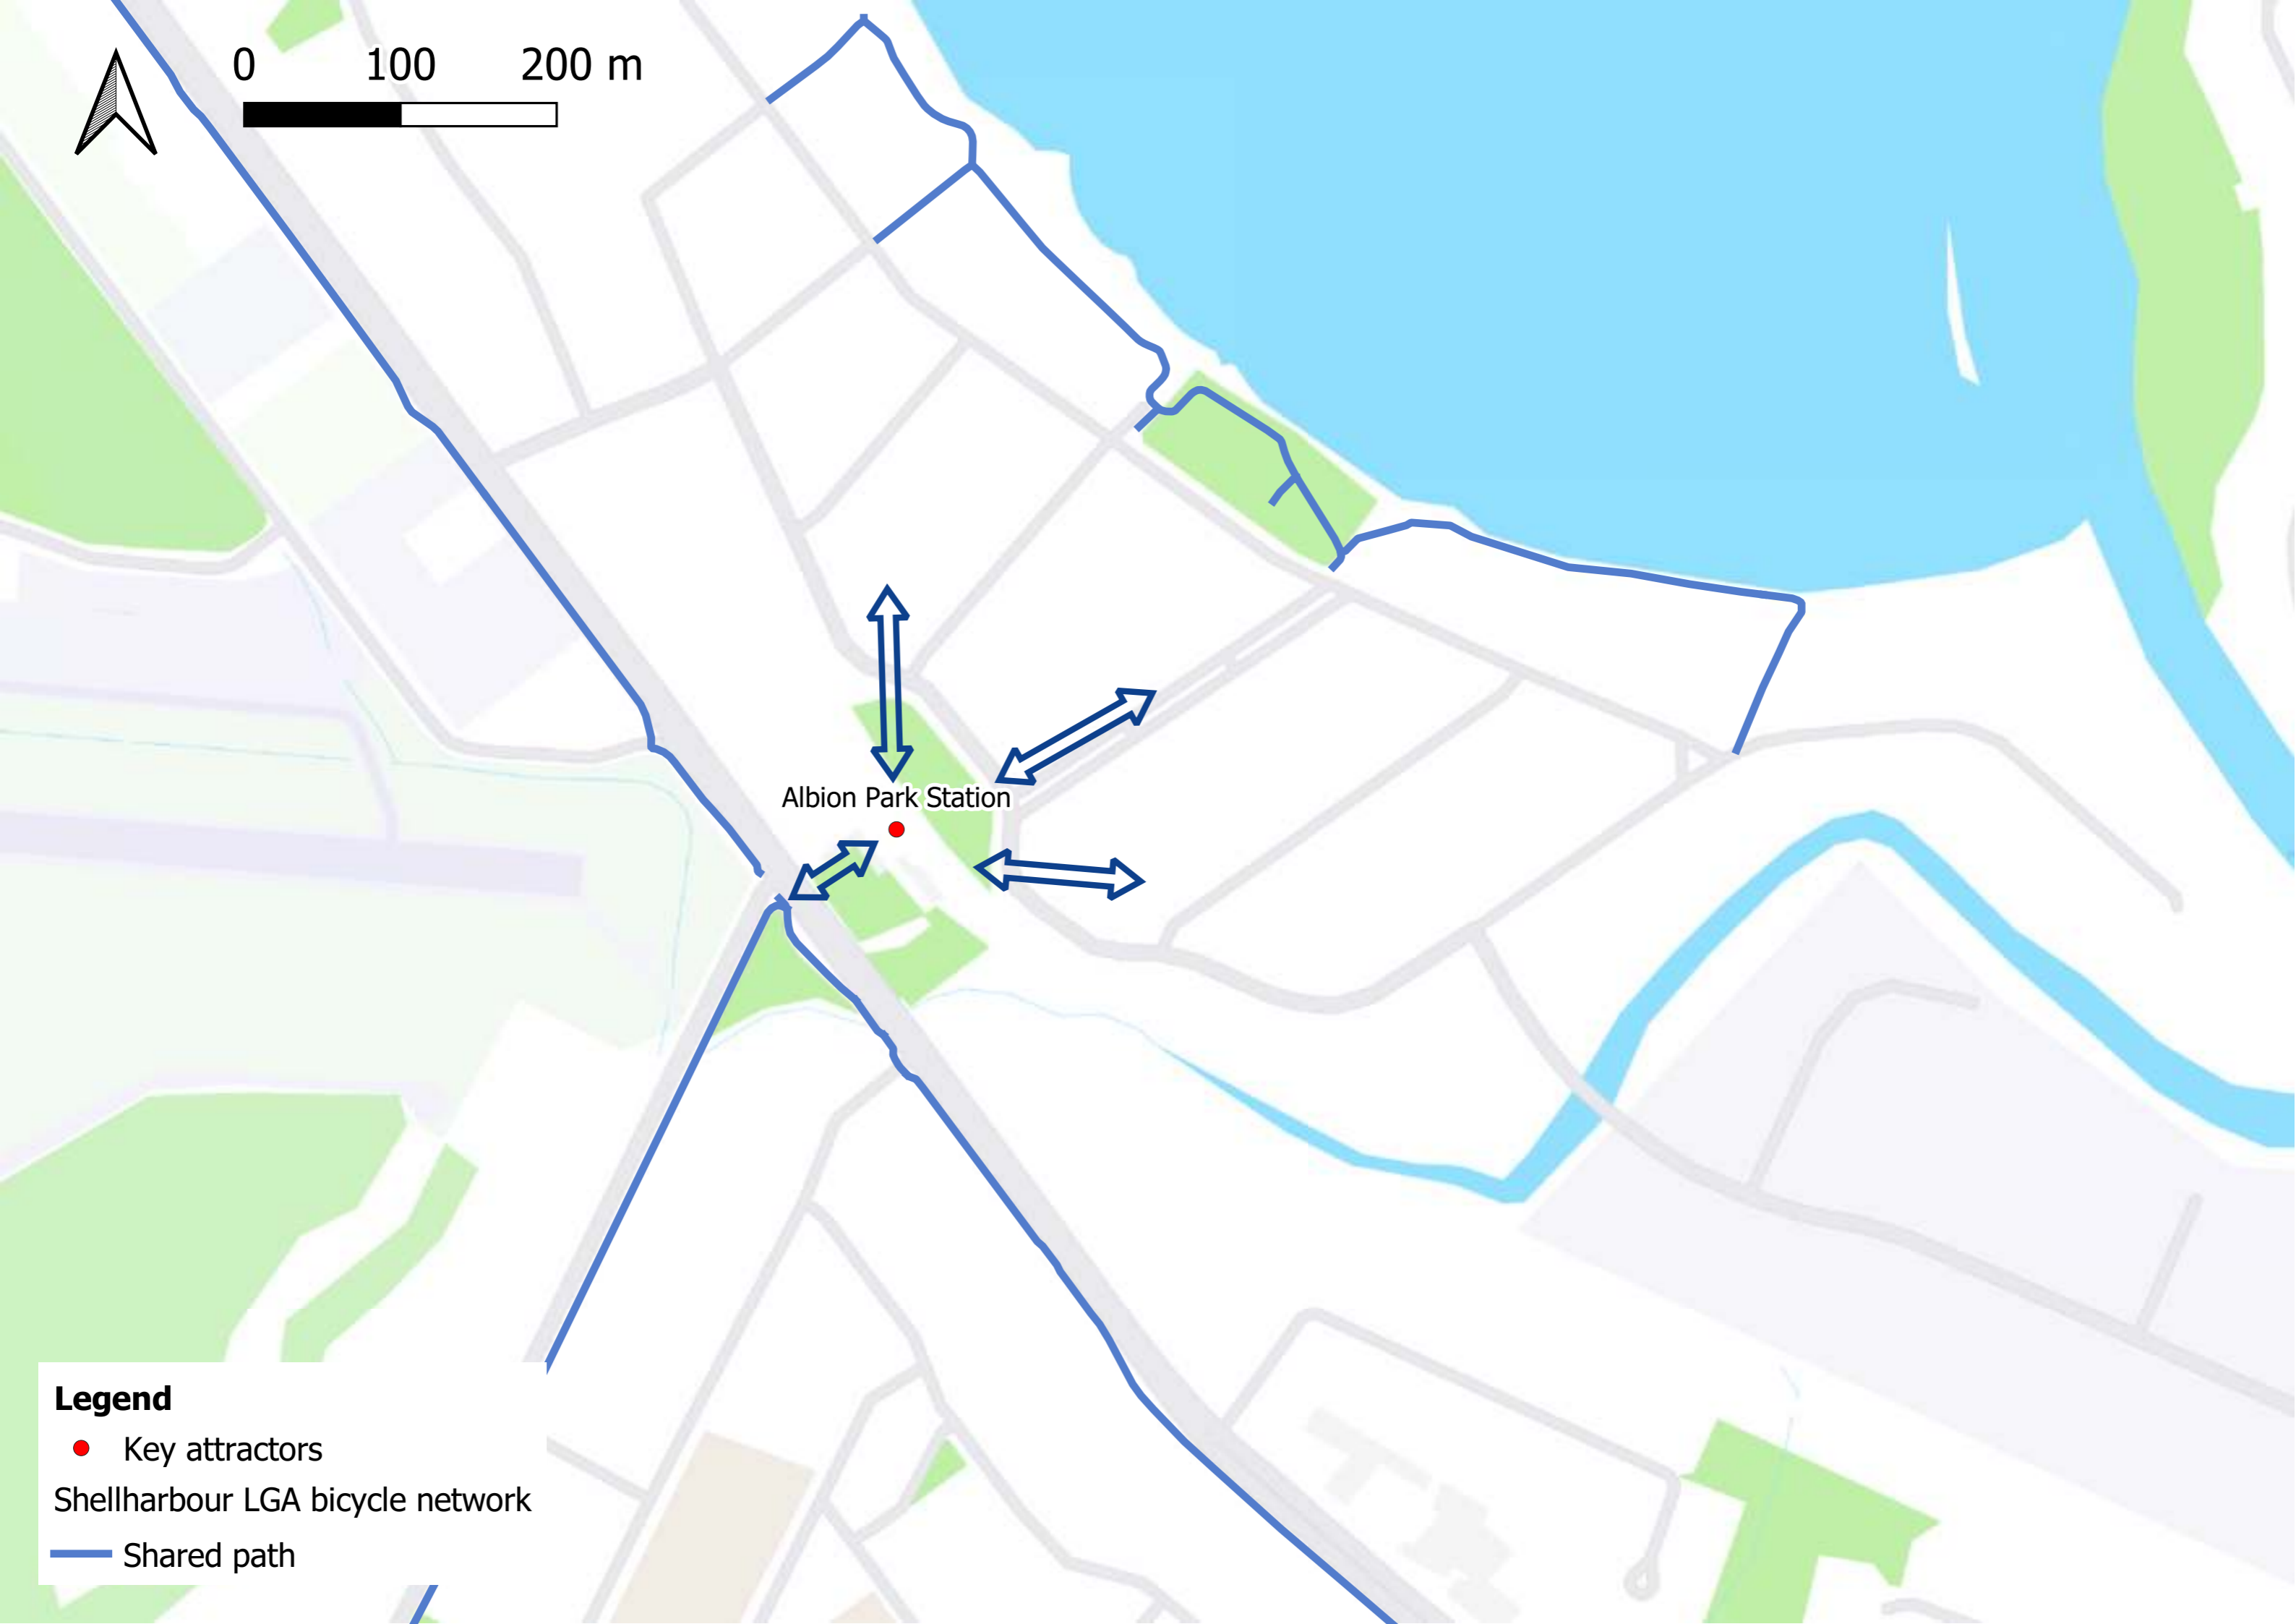 0 100 200 m
Albion Park Station
Legend
Key attractors
Shellharbour LGA bicycle network
Shared path